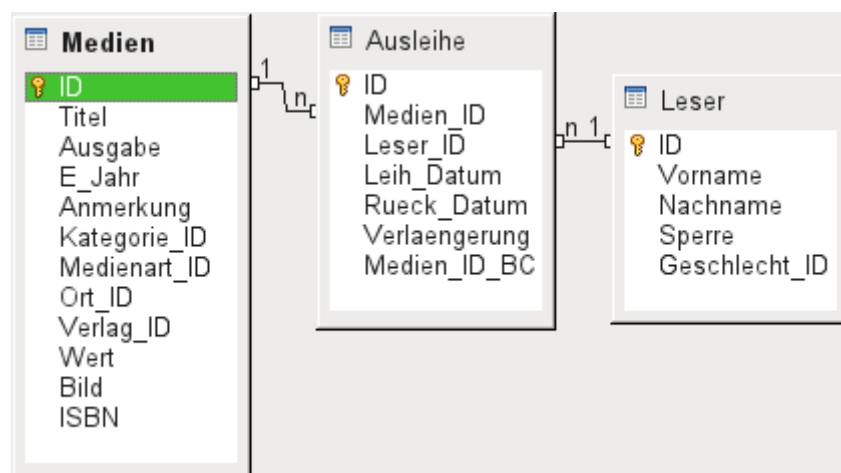 Medien
ID
Titel
Ausgabe
E_Jahr
Anmerkung
Kategorie_ID
Medienart_ID
Ort_ID
Verlag_ID
Wert
Bild
ISBN
1
n
Ausleihe
ID
Medien_ID
Leser_ID
Leih_Datum
Rueck_Datum
Verlaengerung
Medien_ID_BC
n 1
Leser
ID
Vorname
Nachname
Sperre
Geschlecht_ID